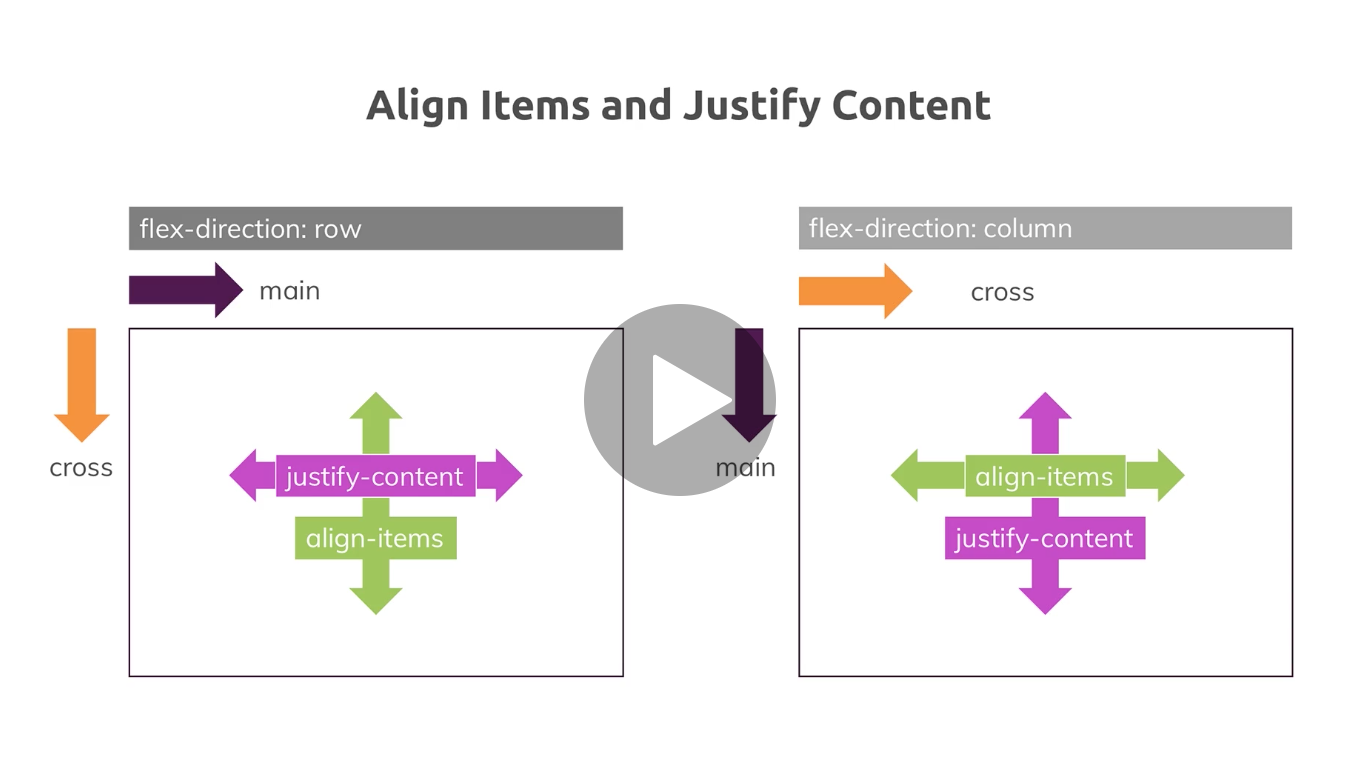 Align Items and Justify Content
flex-direction: row
main
cross
justify-content
align-items
flex-direction: column
cross
main
align-items
justify-content